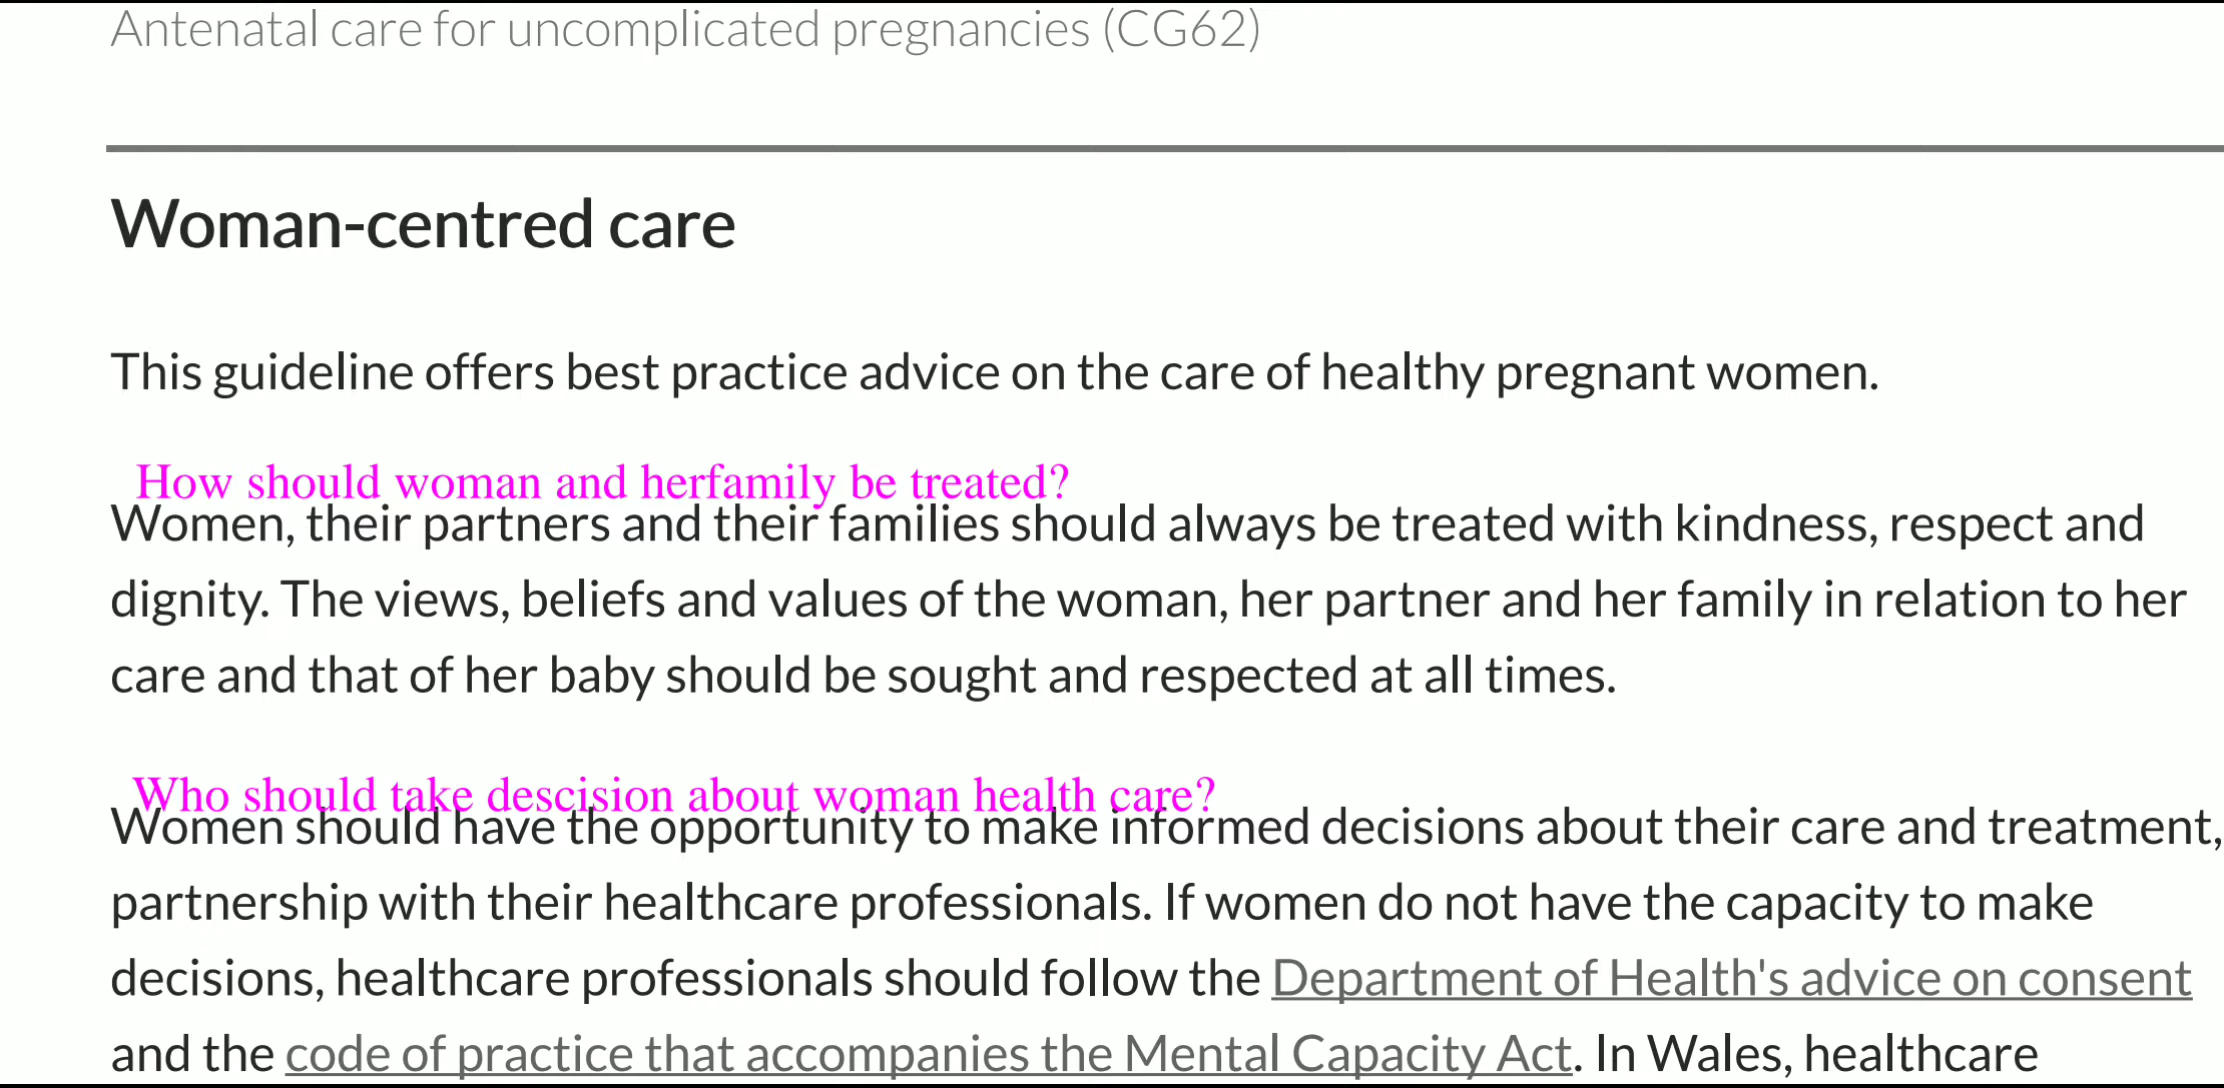 Antenatal care for uncomplicated pregnancies (CG62)
Woman-centred care
This guideline offers best practice advice on the care of healthy pregnant women.
How should woman and herfamily be treated?
Women, their partners and their families should always be treated with kindness, respect and
dignity. The views, beliefs and values of the woman, her partner and her family in relation to her
care and that of her baby should be sought and respected at all times.
Who should take descision about woman health care?
Women should have the opportunity to make informed decisions about their care and treatment,
partnership with their healthcare professionals. If women do not have the capacity to make
decisions, healthcare professionals should follow the Department of Health's advice on consent
and the code of practice that accompanies the Mental Capacity Act. In Wales, healthcare